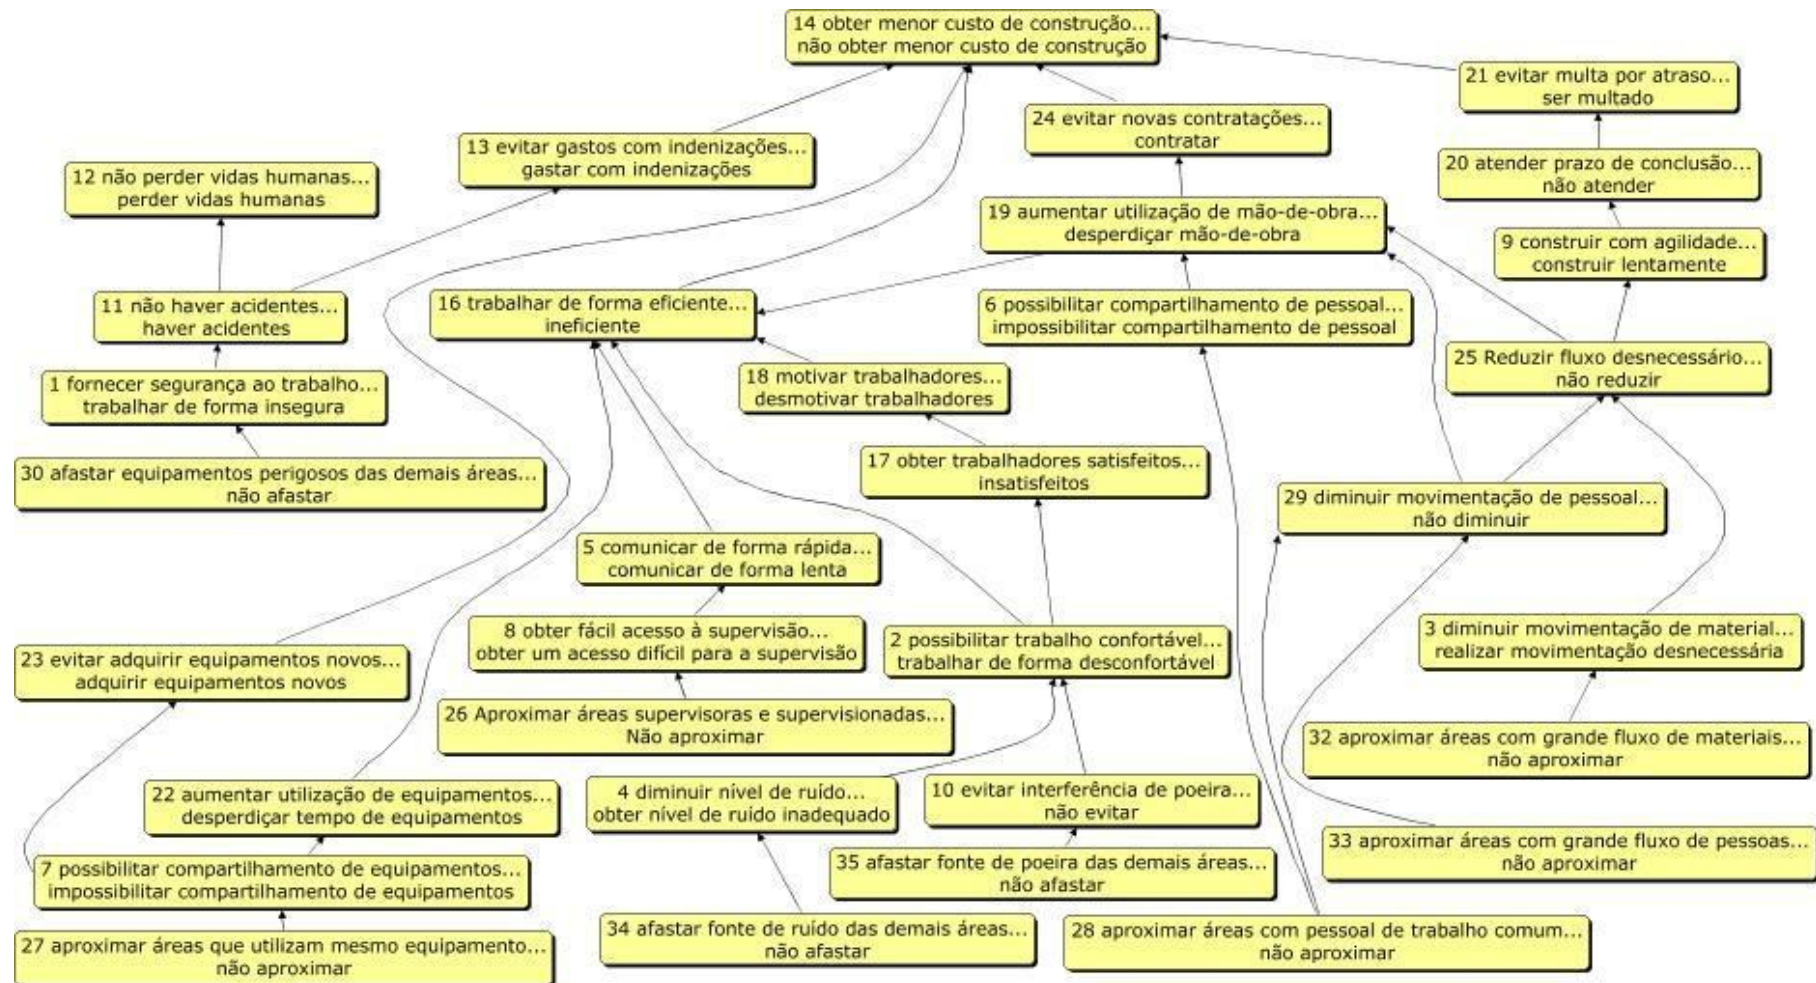 14 obter menor custo de construção...
não obter menor custo de construção
21 evitar multa por atraso...
ser multado
24 evitar novas contratações...
contratar
13 evitar gastos com indenizações...
gastar com indenizações
20 atender prazo de conclusão...
não atender
12 não perder vidas humanas...
perder vidas humanas
19 aumentar utilização de mão-de-obra...
desperdiçar mão-de-obra
9 construir com agilidade...
construir lentamente
11 não haver acidentes...
haver acidentes
16 trabalhar de forma eficiente...
ineficiente
6 possibilitar compartilhamento de pessoal...
impossibilitar compartilhamento de pessoal
25 Reduzir fluxo desnecessário...
não reduzir
1 fornecer segurança ao trabalho...
trabalhar de forma insegura
18 motivar trabalhadores...
desmotivar trabalhadores
30 afastar equipamentos perigosos das demais áreas...
não afastar
17 obter trabalhadores satisfeitos...
insatisfeitos
29 diminuir movimentação de pessoal...
não diminuir
5 comunicar de forma rápida...
comunicar de forma lenta
8 obter fácil acesso à supervisão...
obter um acesso difícil para a supervisão
2 possibilitar trabalho confortável...
trabalhar de forma desconfortável
3 diminuir movimentação de material...
realizar movimentação desnecessária
23 evitar adquirir equipamentos novos...
adquirir equipamentos novos
26 Aproximar áreas supervisoras e supervisionadas...
Não aproximar
32 aproximar áreas com grande fluxo de materiais...
não aproximar
22 aumentar utilização de equipamentos...
desperdiçar tempo de equipamentos
4 diminuir nível de ruído...
obter nível de ruído inadequado
10 evitar interferência de poeira...
não evitar
33 aproximar áreas com grande fluxo de pessoas...
não aproximar
7 possibilitar compartilhamento de equipamentos...
impossibilitar compartilhamento de equipamentos
35 afastar fonte de poeira das demais áreas...
não afastar
27 aproximar áreas que utilizam mesmo equipamento...
não aproximar
34 afastar fonte de ruído das demais áreas...
não afastar
28 aproximar áreas com pessoal de trabalho comum...
não aproximar